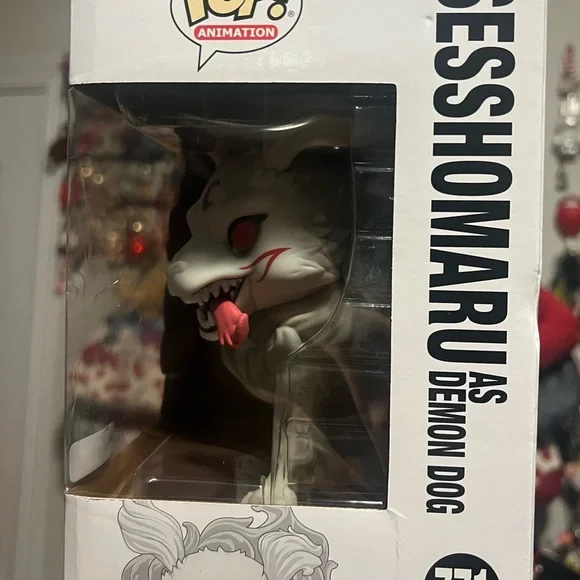 POP!
ANIMATION
SESSHOMARU AS
DEMON DOG